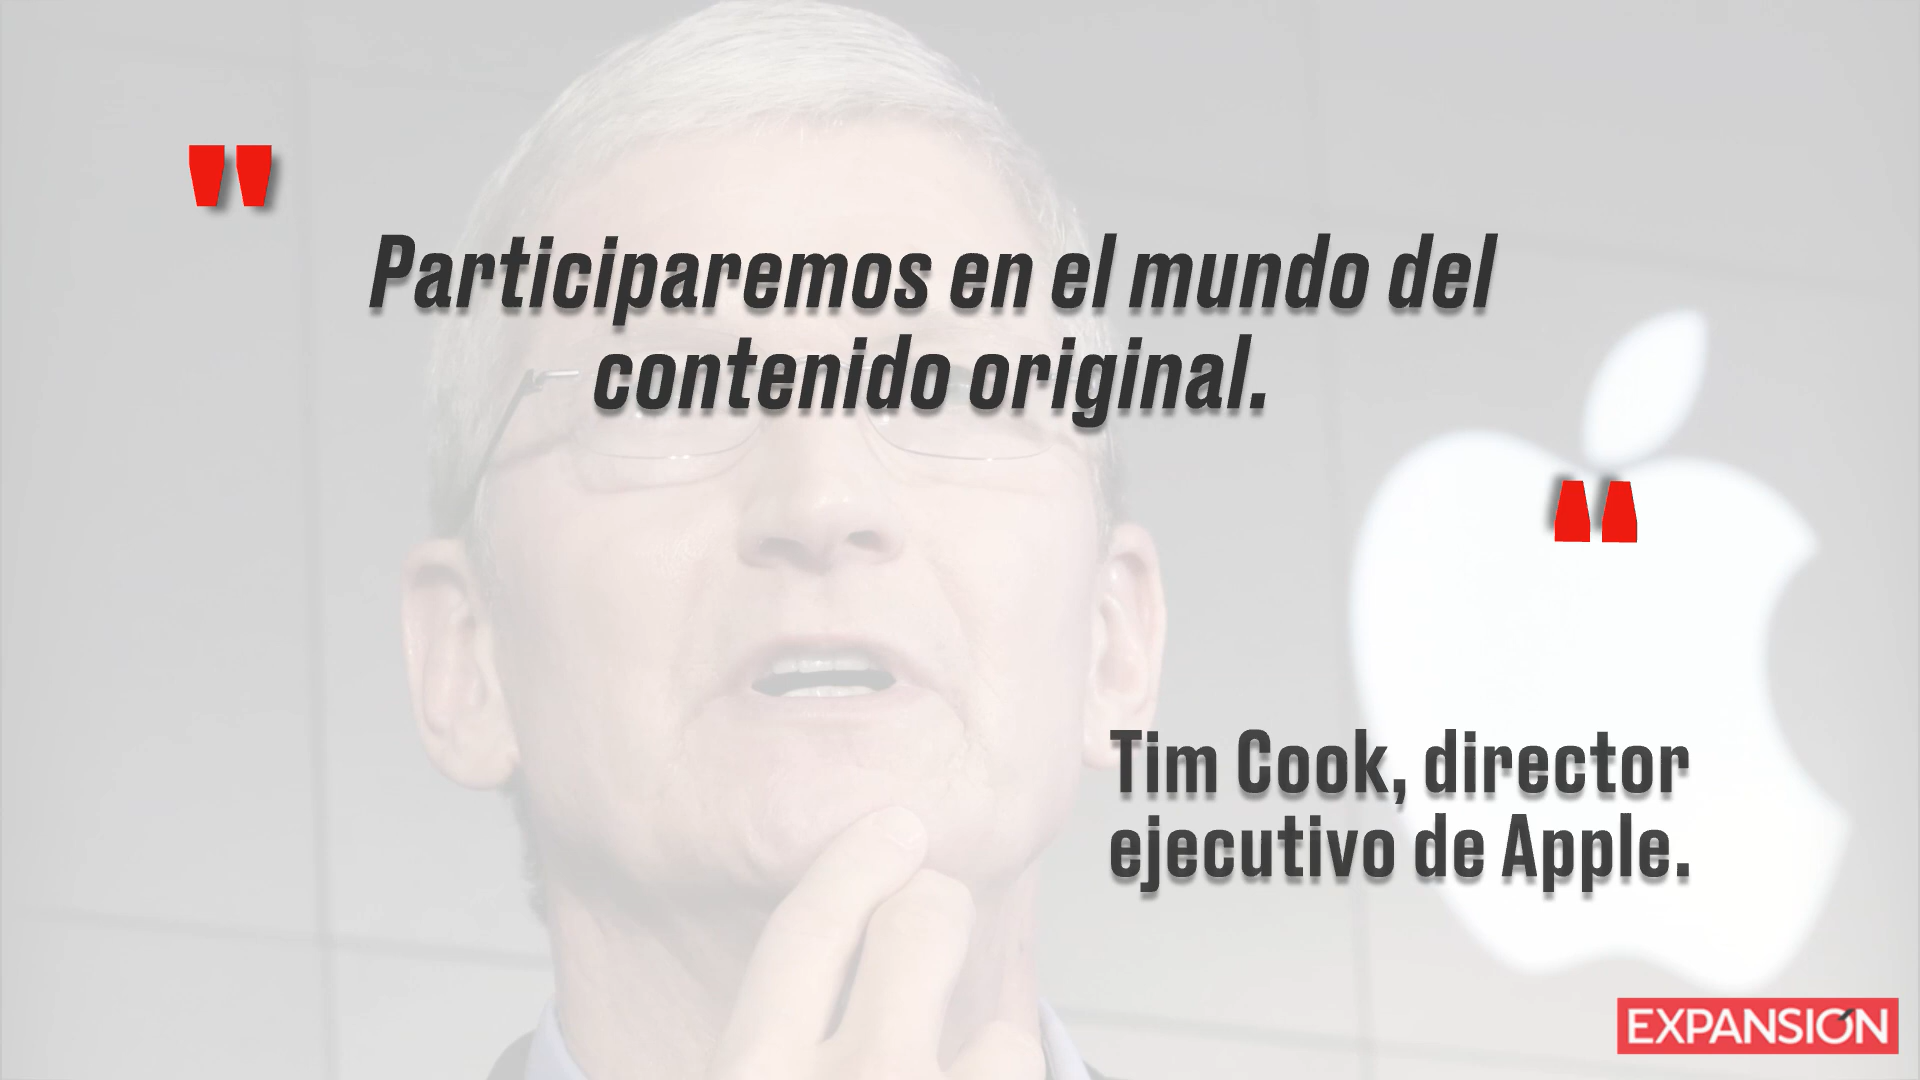 "
Participaremos en el mundo del
contenido original.
"
Tim Cook, director
ejecutivo de Apple.
EXPANSIÓN